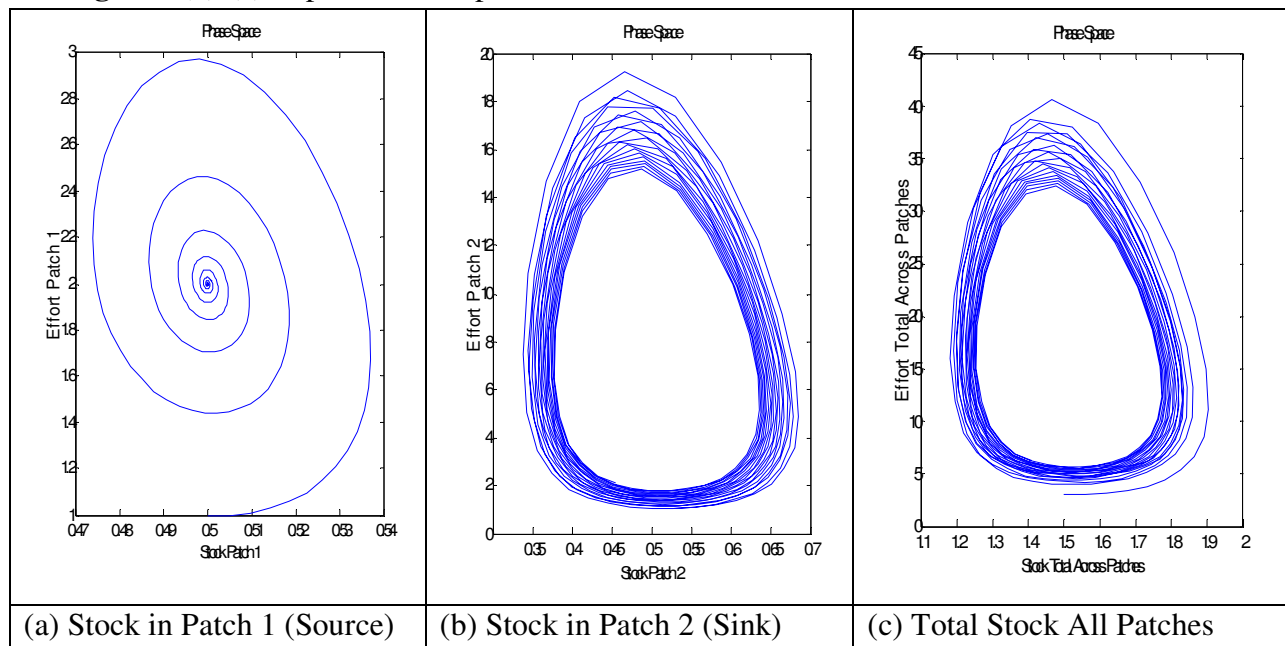 Phase Space
3
2.8
2.6
2.4
2.2
2
1.8
1.6
1.4
1.2
1
Effort Patch 1
0.47 0.48 0.49 0.5 0.51 0.52 0.53 0.54
Stock Patch 1
Phase Space
20
18
16
14
12
10
8
6
4
2
0
Effort Patch 2
0.35 0.4 0.45 0.5 0.55 0.6 0.65 0.7
Stock Patch 2
Phase Space
45
40
35
30
25
20
15
10
5
0
Effort Total Across Patches
1.1 1.2 1.3 1.4 1.5 1.6 1.7 1.8 1.9 2
Stock Total Across Patches
(a) Stock in Patch 1 (Source)
(b) Stock in Patch 2 (Sink)
(c) Total Stock All Patches